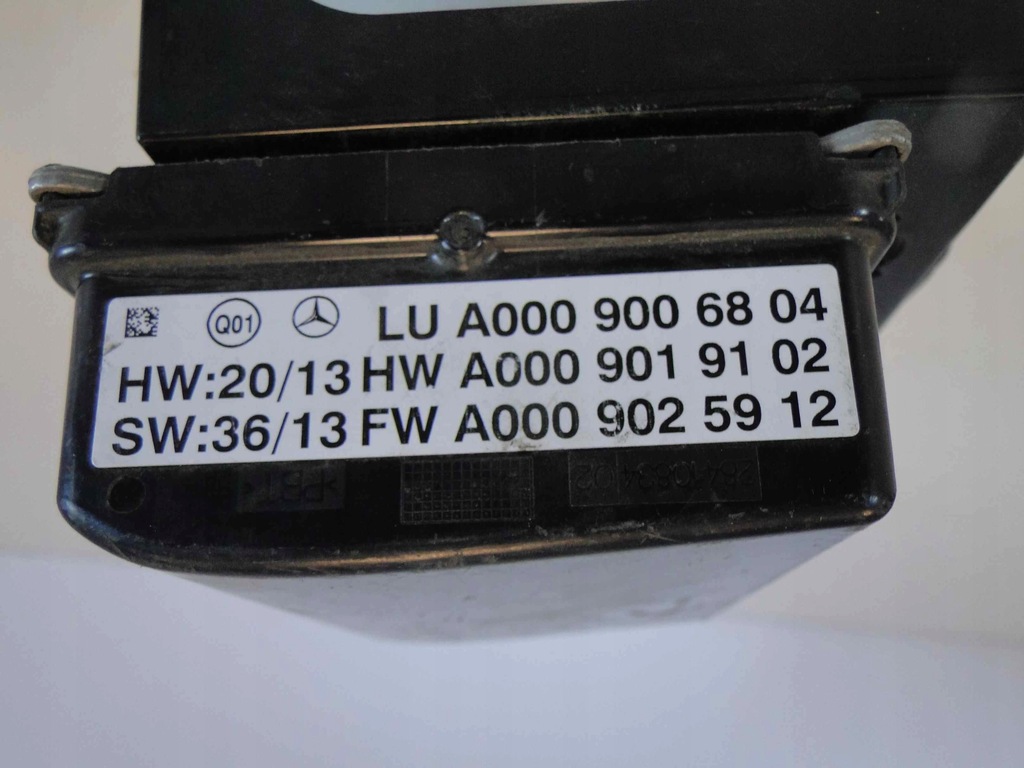 Q01 LU A000 900 68 04
HW:20/13 HW A000 901 91 02
SW:36/13 FW A000 902 59 12